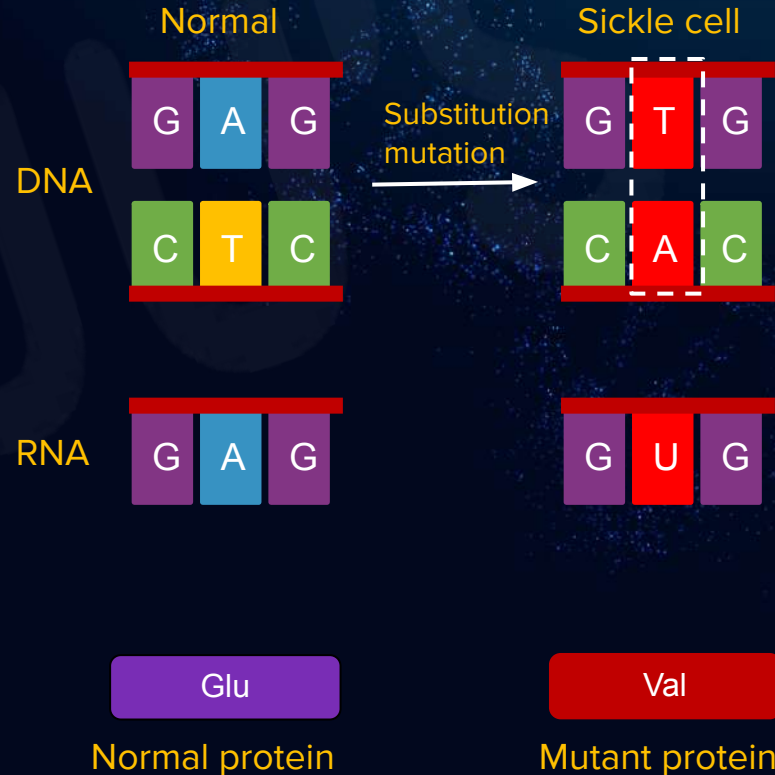 Normal
Sickle cell
G A G
Substitution
mutation
G T G
DNA
C T C
C A C
RNA
G A G
G U G
Glu
Val
Normal protein
Mutant protein